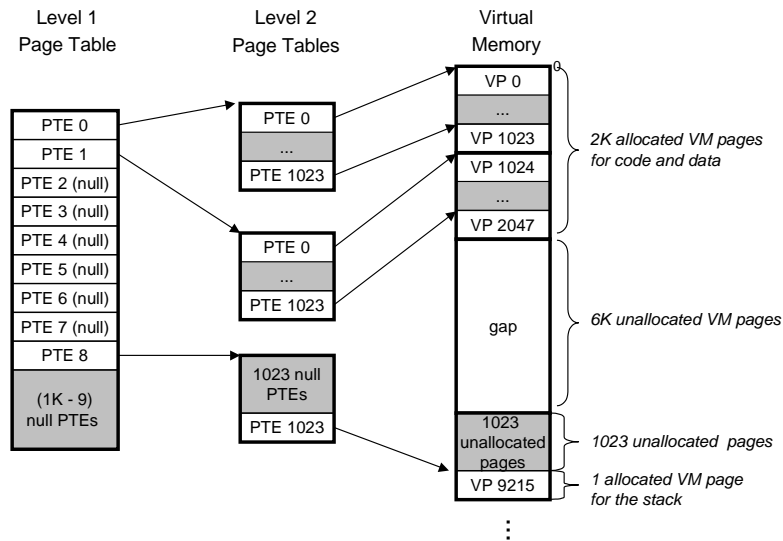 Level 1
Page Table
Level 2
Page Tables
Virtual
Memory
PTE 0
PTE 1
PTE 2 (null)
PTE 3 (null)
PTE 4 (null)
PTE 5 (null)
PTE 6 (null)
PTE 7 (null)
PTE 8
(1K - 9)
null PTEs
PTE 0
...
PTE 1023
PTE 0
...
PTE 1023
1023 null
PTEs
PTE 1023
0
VP 0
...
VP 1023
VP 1024
...
VP 2047
gap
1023
unallocated
pages
VP 9215
...
2K allocated VM pages
for code and data
6K unallocated VM pages
1023 unallocated pages
1 allocated VM page
for the stack